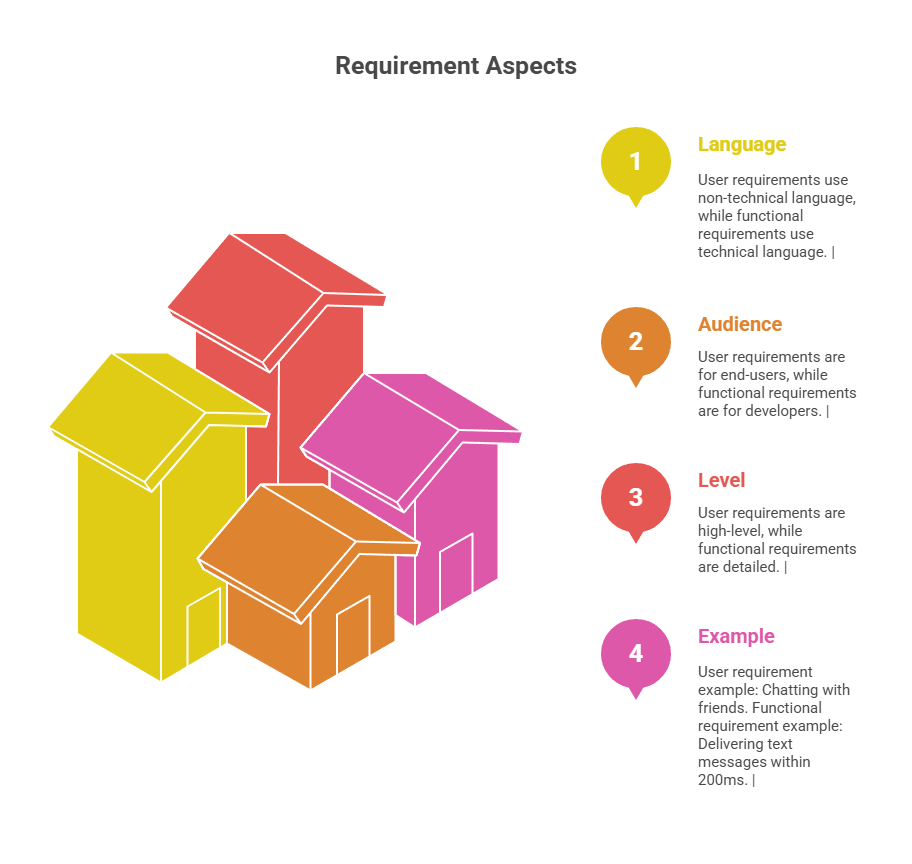 Requirement Aspects
1
Language
User requirements use
non-technical language,
while functional
requirements use
technical language. |
2
Audience
User requirements are
for end-users, while
functional requirements
are for developers. |
3
Level
User requirements are
high-level, while
functional requirements
are detailed. |
4
Example
User requirement
example: Chatting with
friends. Functional
requirement example:
Delivering text
messages within
200ms. |